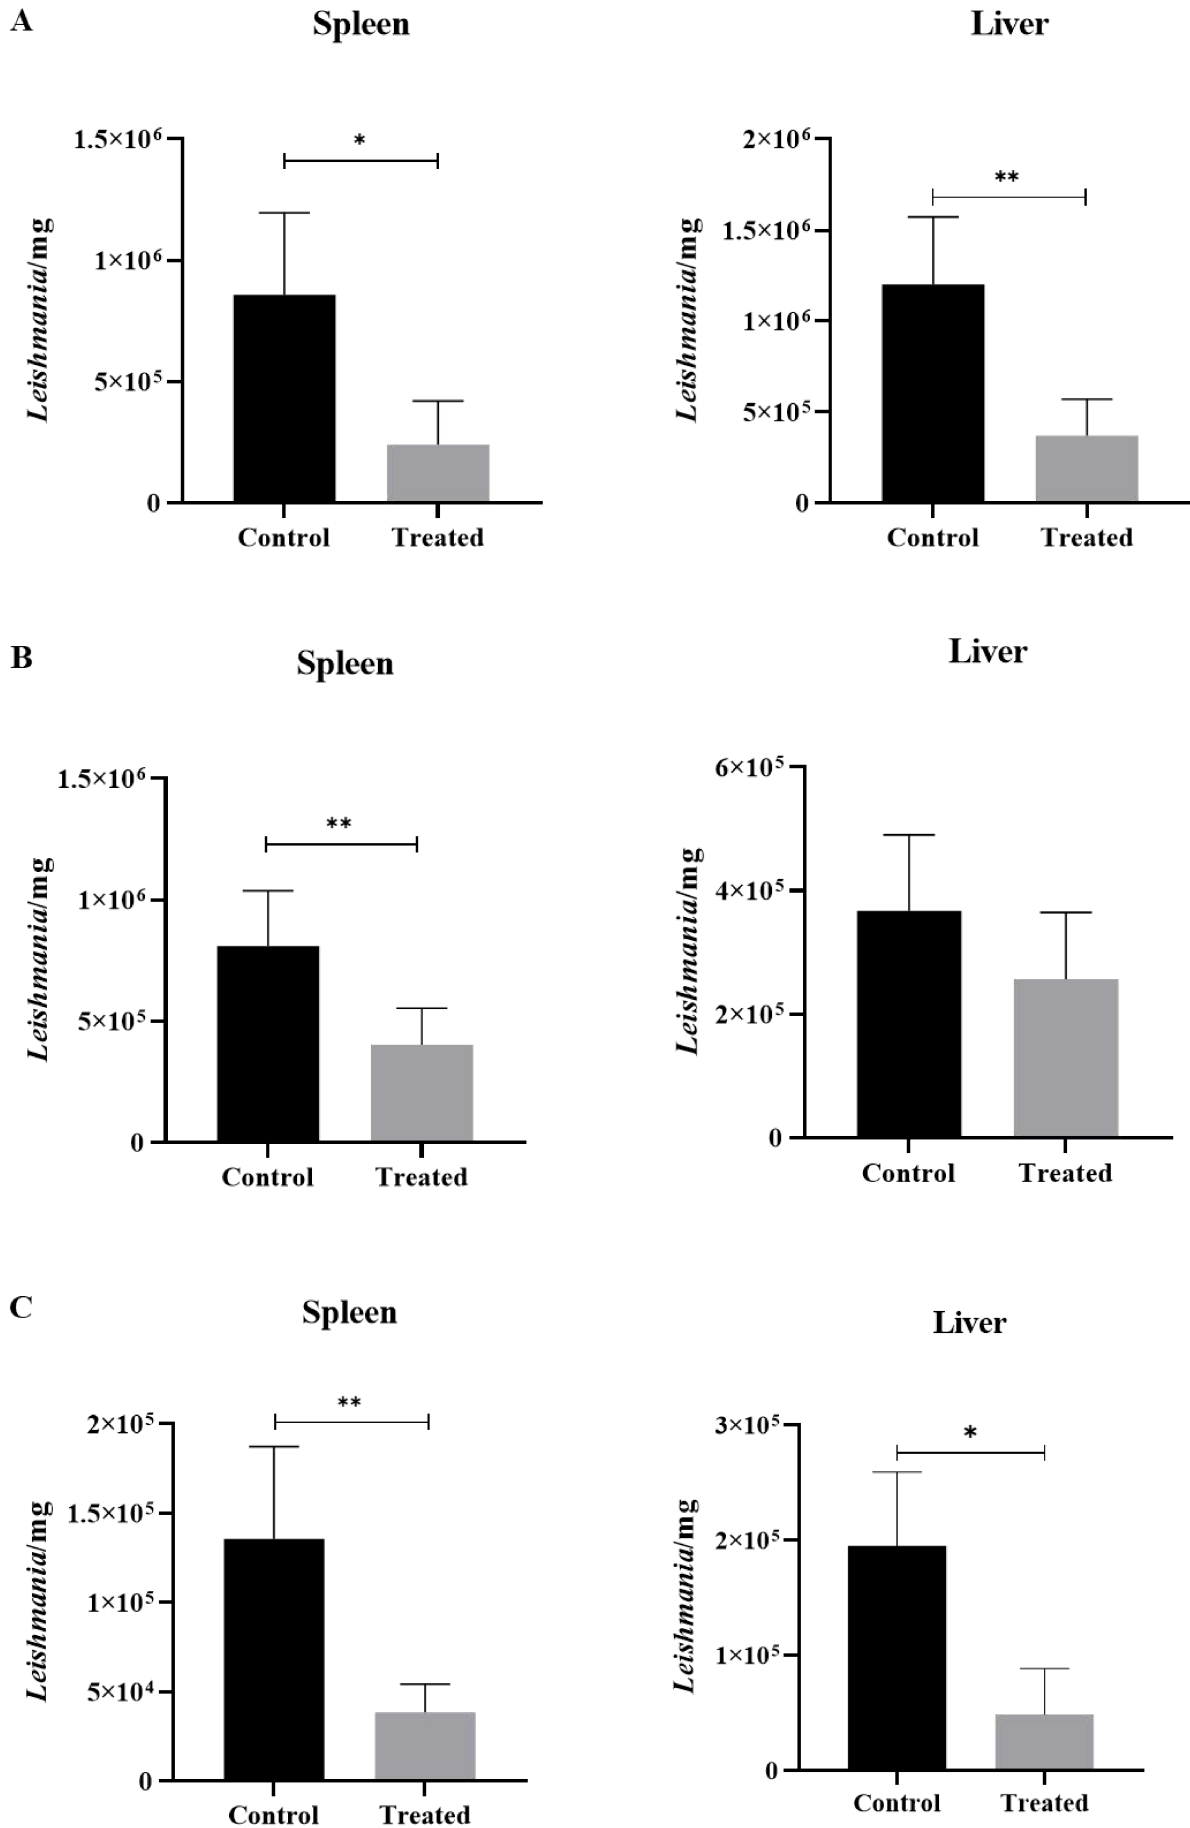 A
Spleen
Liver
1.5×10⁶
1×10⁶
5×10⁵
0
Leishmania/mg
*
Control Treated
2×10⁶
1.5×10⁶
1×10⁶
5×10⁵
0
Leishmania/mg
**
Control Treated
B
Spleen
Liver
1.5×10⁶
1×10⁶
5×10⁵
0
Leishmania/mg
**
Control Treated
6×10⁵
4×10⁵
2×10⁵
0
Leishmania/mg
Control Treated
C
Spleen
Liver
2×10⁵
1.5×10⁵
1×10⁵
5×10⁴
0
Leishmania/mg
**
Control Treated
3×10⁵
2×10⁵
1×10⁵
0
Leishmania/mg
*
Control Treated